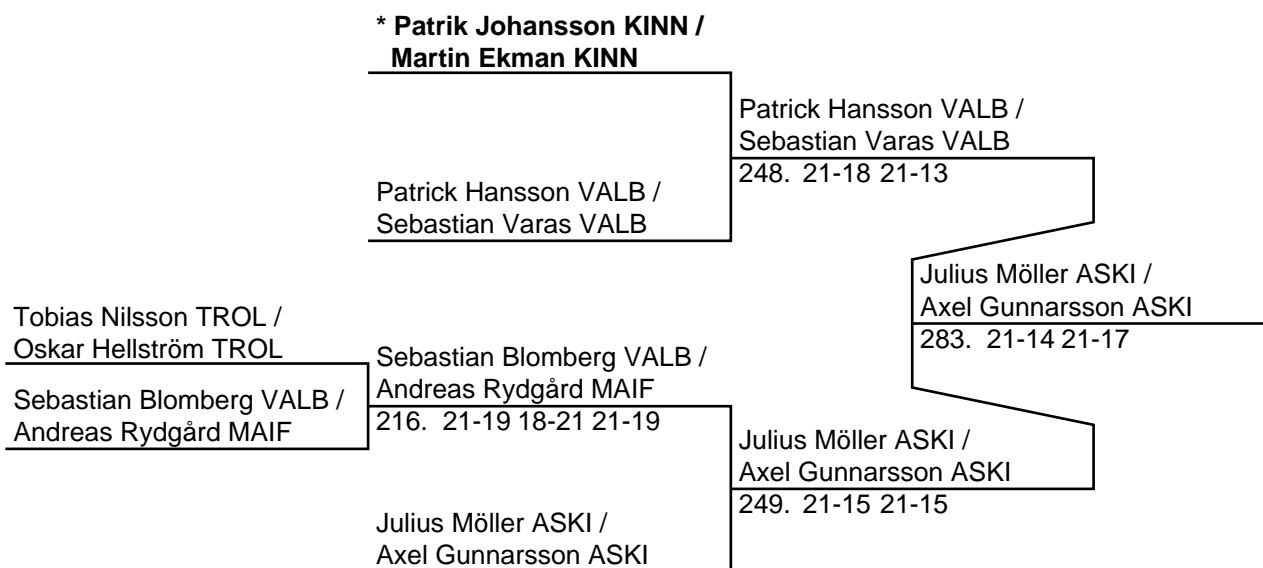 * Patrik Johansson KINN /
Martin Ekman KINN
Patrick Hansson VALB /
Sebastian Varas VALB
248. 21-18 21-13
Patrick Hansson VALB /
Sebastian Varas VALB
Julius Möller ASKI /
Axel Gunnarsson ASKI
283. 21-14 21-17
Tobias Nilsson TROL /
Oskar Hellström TROL
Sebastian Blomberg VALB /
Andreas Rydgård MAIF
216. 21-19 18-21 21-19
Sebastian Blomberg VALB /
Andreas Rydgård MAIF
Julius Möller ASKI /
Axel Gunnarsson ASKI
249. 21-15 21-15
Julius Möller ASKI /
Axel Gunnarsson ASKI